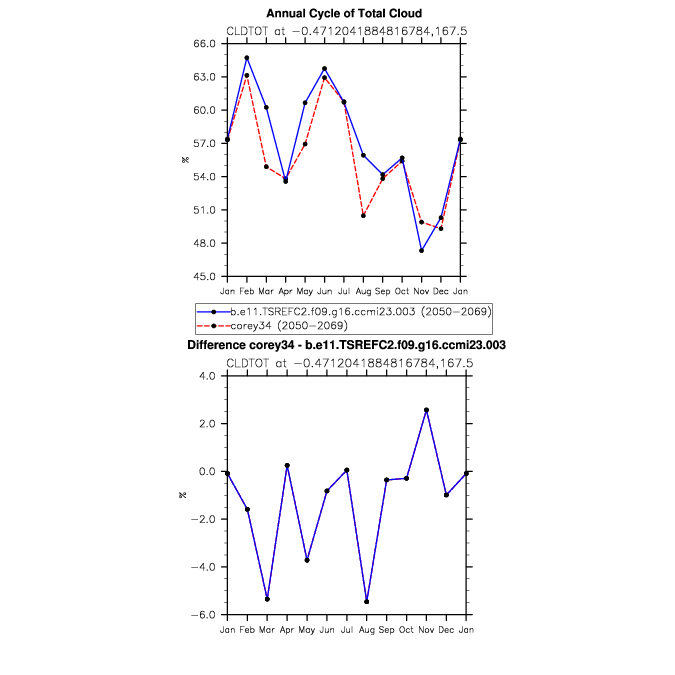 Annual Cycle of Total Cloud
CLDTOT at −0.4712041884816784,167.5
66.0
63.0
60.0
57.0
54.0
51.0
48.0
45.0
%
Jan Feb Mar Apr May Jun Jul Aug Sep Oct Nov Dec Jan
b.e11.TSREFC2.f09.g16.ccmi23.003 (2050−2069)
corey34 (2050−2069)
Difference corey34 - b.e11.TSREFC2.f09.g16.ccmi23.003
CLDTOT at −0.4712041884816784,167.5
4.0
2.0
0.0
−2.0
−4.0
−6.0
%
Jan Feb Mar Apr May Jun Jul Aug Sep Oct Nov Dec Jan